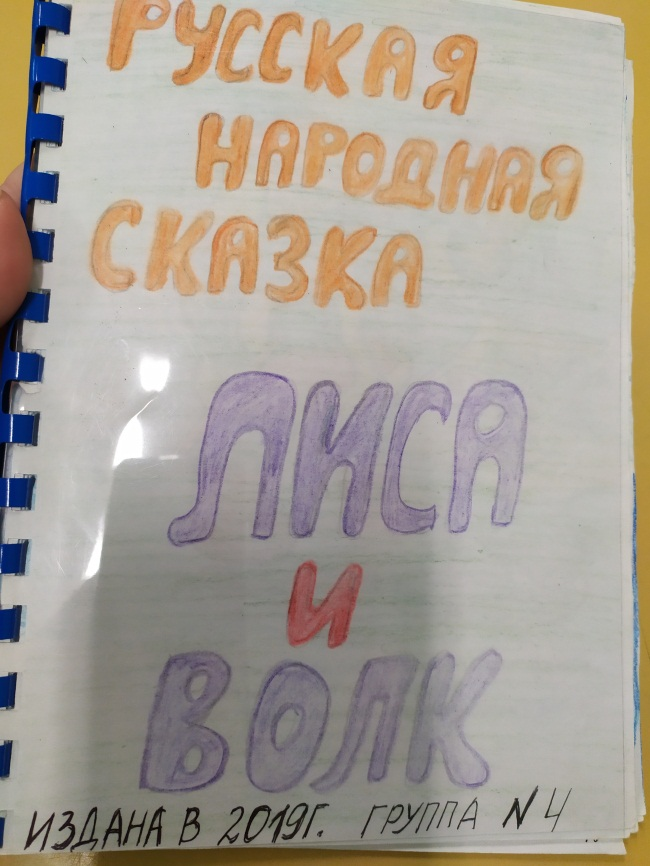 РУССКАЯ
НАРОДНАЯ
СКАЗКА
ЛИСА
И
ВОЛК
ИЗДАНА В 2019Г. ГРУППА N 4